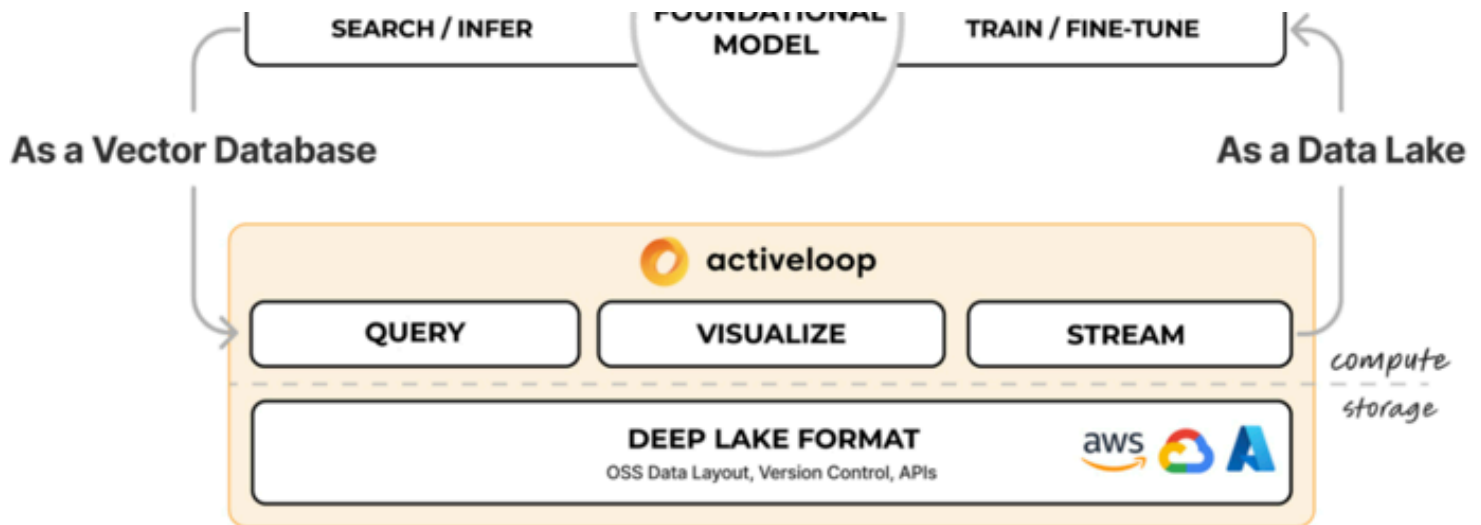 SEARCH / INFER
FOUNDATIONAL
MODEL
TRAIN / FINE-TUNE
As a Vector Database
As a Data Lake
activeloop
QUERY
VISUALIZE
STREAM
compute
storage
DEEP LAKE FORMAT
OSS Data Layout, Version Control, APIs
aws